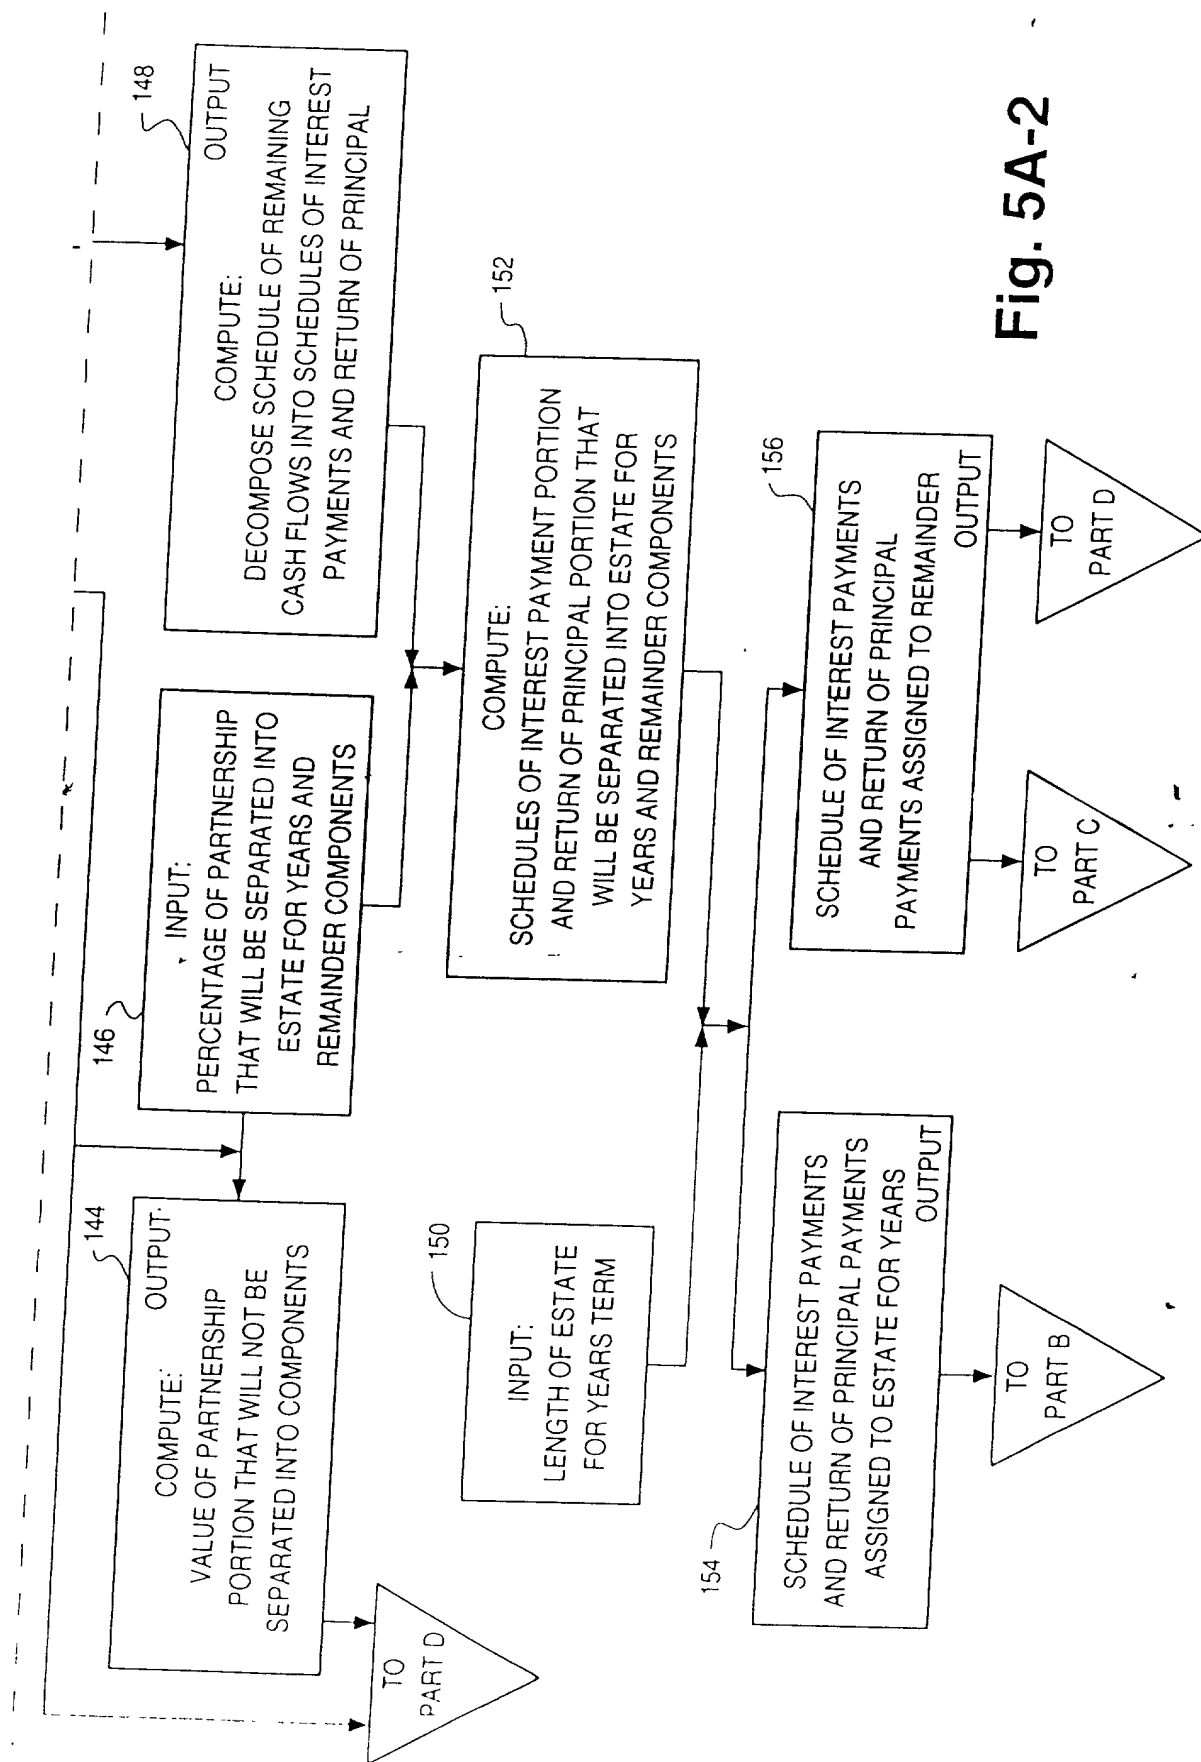 144
COMPUTE: OUTPUT:
VALUE OF PARTNERSHIP
PORTION THAT WILL NOT BE
SEPARATED INTO COMPONENTS
TO
PART D
146
INPUT:
PERCENTAGE OF PARTNERSHIP
THAT WILL BE SEPARATED INTO
ESTATE FOR YEARS AND
REMAINDER COMPONENTS
148
OUTPUT
COMPUTE:
DECOMPOSE SCHEDULE OF REMAINING
CASH FLOWS INTO SCHEDULES OF INTEREST
PAYMENTS AND RETURN OF PRINCIPAL
150
INPUT:
LENGTH OF ESTATE
FOR YEARS TERM
152
COMPUTE:
SCHEDULES OF INTEREST PAYMENT PORTION
AND RETURN OF PRINCIPAL PORTION THAT
WILL BE SEPARATED INTO ESTATE FOR
YEARS AND REMAINDER COMPONENTS
154
SCHEDULE OF INTEREST PAYMENTS
AND RETURN OF PRINCIPAL PAYMENTS
ASSIGNED TO ESTATE FOR YEARS
OUTPUT
TO
PART B
156
SCHEDULE OF INTEREST PAYMENTS
AND RETURN OF PRINCIPAL
PAYMENTS ASSIGNED TO REMAINDER
OUTPUT
TO
PART C
TO
PART D
Fig. 5A-2